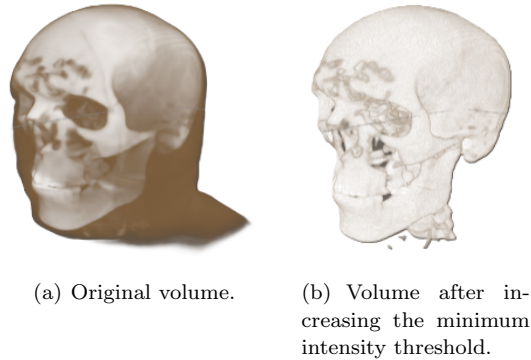 (a) Original volume.
(b) Volume after in-
creasing the minimum
intensity threshold.